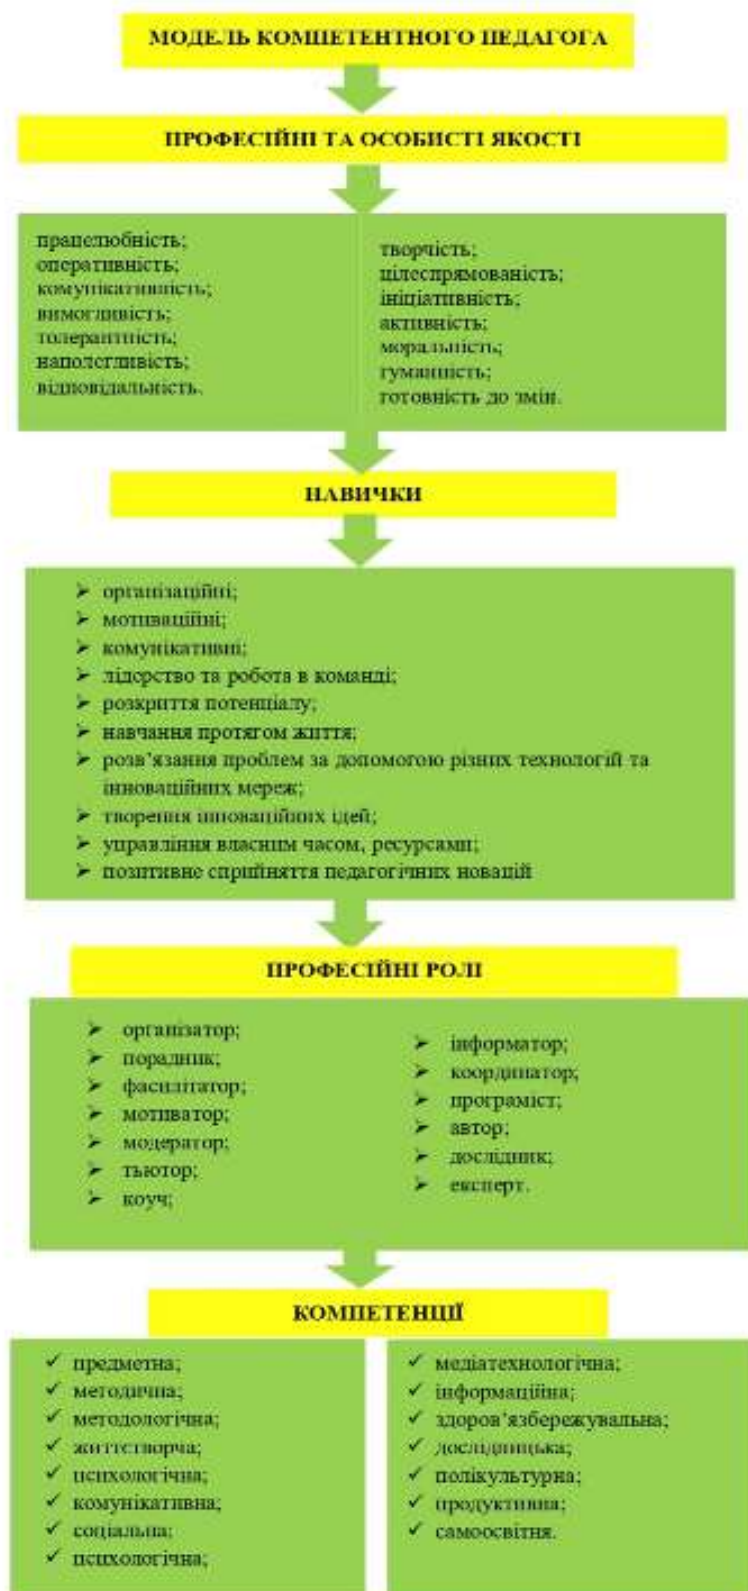 МОДЕЛЬ КОМПЕТЕНТНОГО ПЕДАГОГА
ПРОФЕСІЙНІ ТА ОСОБИСТІ ЯКОСТІ
працелюбність;
оперативність;
комунікативність;
вимогливість;
толерантність;
наполегливість;
відповідальність.
творчість;
цілеспрямованість;
ініціативність;
активність;
моральність;
гуманність;
готовність до змін.
НАВИЧКИ
➢ організаційні;
➢ мотиваційні;
➢ комунікативні;
➢ лідерство та робота в команді;
➢ розкриття потенціалу;
➢ навчання протягом життя;
➢ розв’язання проблем за допомогою різних технологій та
інноваційних мереж;
➢ творення інноваційних ідей;
➢ управління власним часом, ресурсами;
➢ позитивне сприйняття педагогічних новацій
ПРОФЕСІЙНІ РОЛІ
➢ організатор;
➢ порадник;
➢ фасилітатор;
➢ мотиватор;
➢ модератор;
➢ тьютор;
➢ коуч;
➢ інформатор;
➢ координатор;
➢ програміст;
➢ автор;
➢ дослідник;
➢ експерт.
КОМПЕТЕНЦІЇ
✓ предметна;
✓ методична;
✓ методологічна;
✓ життєтворча;
✓ психологічна;
✓ комунікативна;
✓ соціальна;
✓ психологічна;
✓ медіатехнологічна;
✓ інформаційна;
✓ здоров’язбережувальна;
✓ дослідницька;
✓ полікультурна;
✓ продуктивна;
✓ самоосвітня.